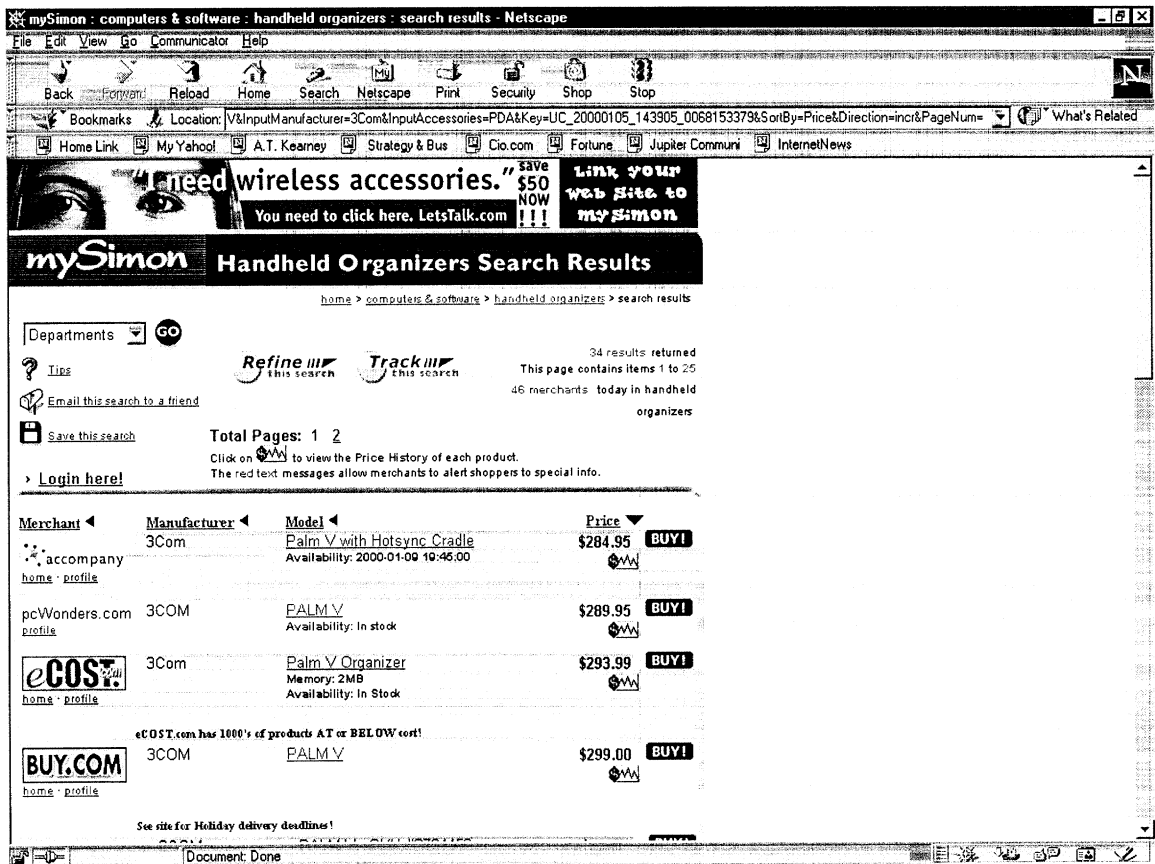 mySimon : computers & software : handheld organizers : search results - Netscape
File Edit View Go Communicator Help
Back Forward Reload Home Search Netscape Print Security Shop Stop
My
N
Bookmarks Location: V&InputManufacturer=3Com&InputAccessories=PDA&Key=UC_20000105_143905_0068153379&SortBy=Price&Direction=incr&PageNum= What's Related
Home Link My Yahoo! A.T. Kearney Strategy & Bus Cio.com Fortune Jupiter Communi InternetNews
"I need wireless accessories." save $50 NOW !!!
You need to click here. LetsTalk.com
Link your web site to mySimon
mySimon Handheld Organizers Search Results
home > computers & software > handheld organizers > search results
Departments GO
Tips
Refine this search Track this search
34 results returned
This page contains items 1 to 25
46 merchants today in handheld
organizers
Email this search to a friend
Save this search
Total Pages: 1 2
Click on $ to view the Price History of each product.
The red text messages allow merchants to alert shoppers to special info.
› Login here!
Merchant Manufacturer Model Price
accompany 3Com Palm V with Hotsync Cradle $284.95 BUY!
Availability: 2000-01-09 19:45:00
home · profile
pcWonders.com 3COM PALM V $289.95 BUY!
profile Availability: In stock
eCOST.com 3Com Palm V Organizer $293.99 BUY!
Memory: 2MB
home · profile Availability: In Stock
eCOST.com has 1000's of products AT or BELOW cost!
BUY.COM 3COM PALM V $299.00 BUY!
home · profile
See site for Holiday delivery deadlines!
Document: Done